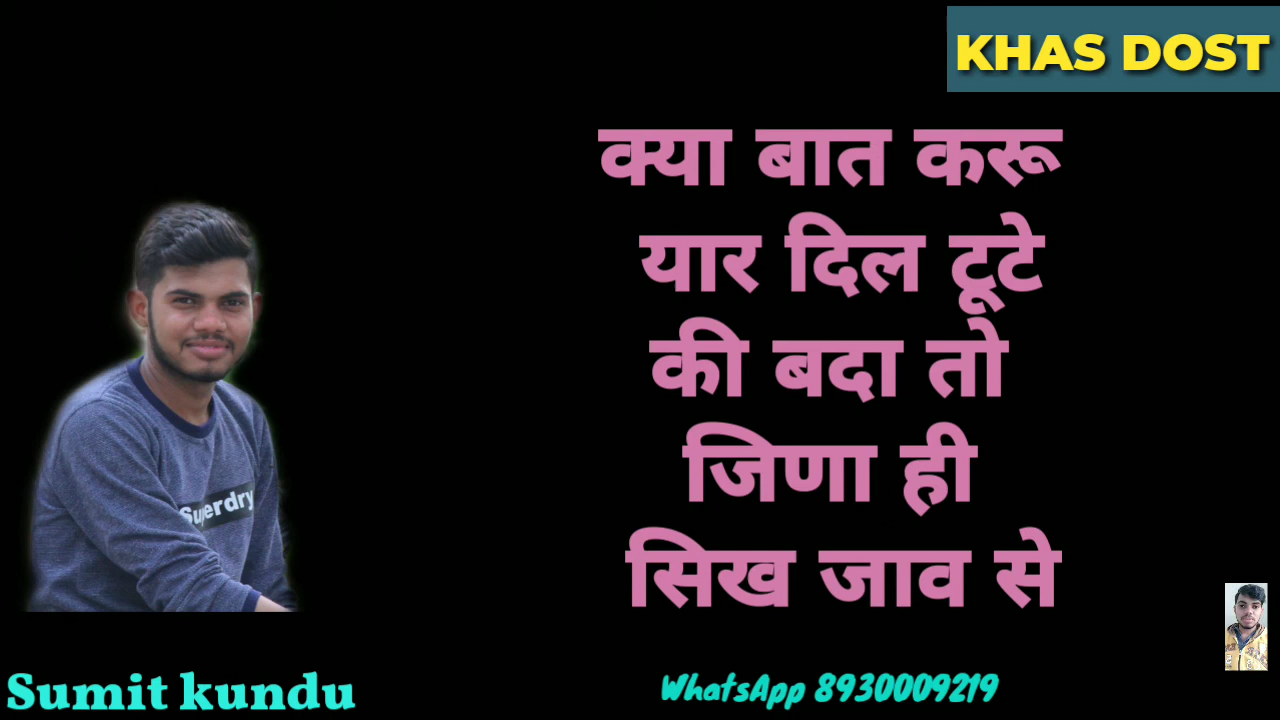 KHAS DOST
क्या बात करू
यार दिल टूटे
की बदा तो
जिणा ही
सिख जाव से
Superdry
Sumit kundu
WhatsApp 8930009219